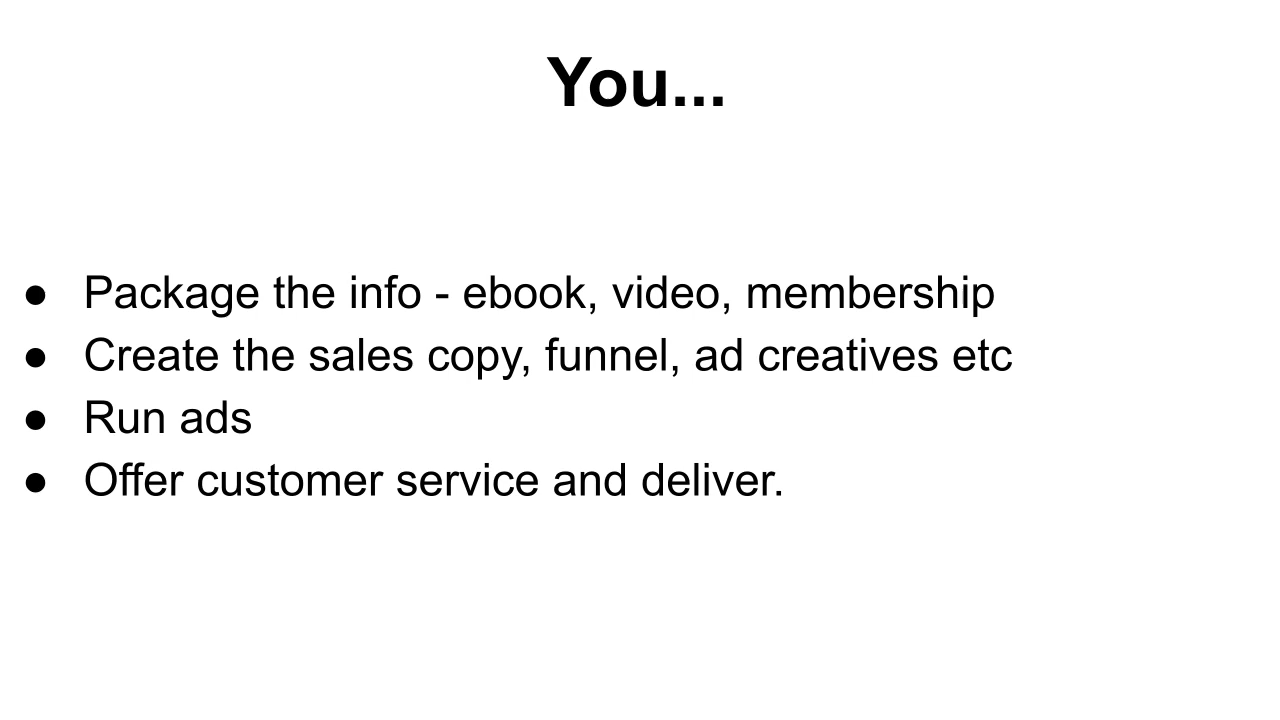 You...
● Package the info - ebook, video, membership
● Create the sales copy, funnel, ad creatives etc
● Run ads
● Offer customer service and deliver.